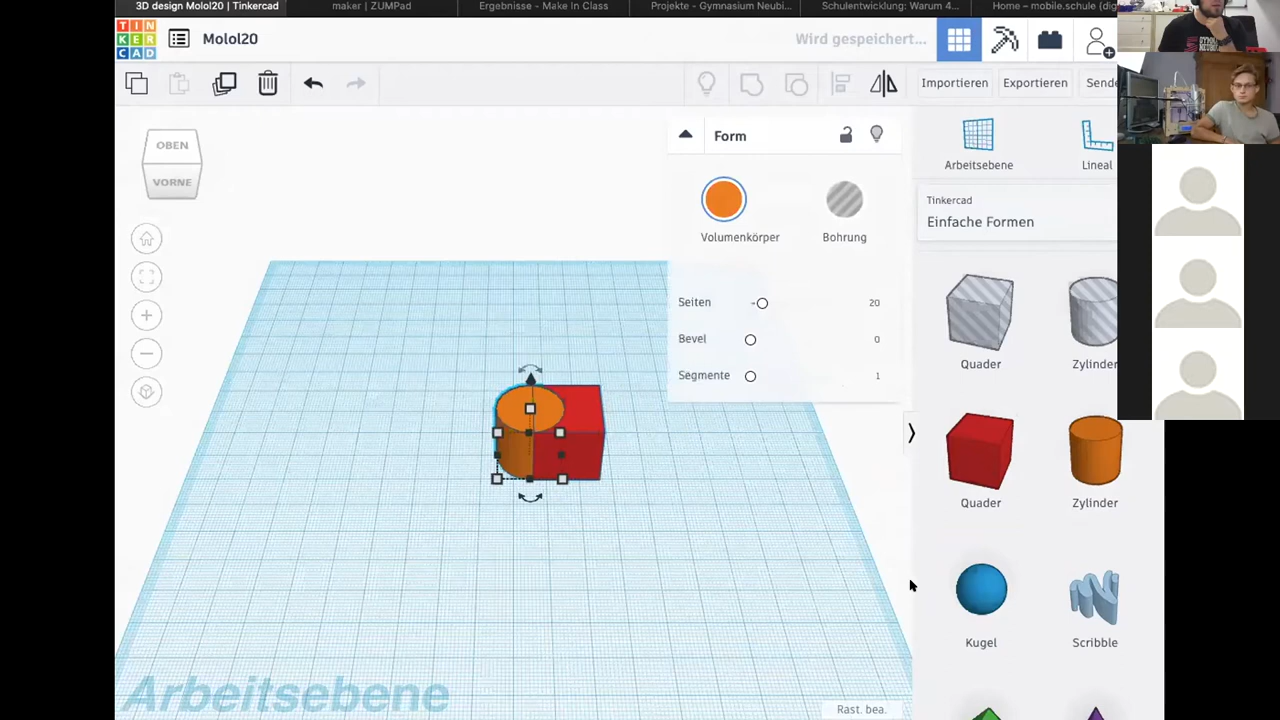 3D design Molol20 | Tinkercad
maker | ZUMPad
Ergebnisse - Make In Class
Projekte - Gymnasium Neubi...
Schulentwicklung: Warum 4...
Home – mobile.schule (dig
TIN
KER
CAD
Molol20
Wird gespeichert...
Importieren
Exportieren
Sende
OBEN
VORNE
Form
Volumenkörper
Bohrung
Seiten
20
Bevel
0
Segmente
1
Arbeitsebene
Lineal
Tinkercad
Einfache Formen
Quader
Zylinder
Quader
Zylinder
Kugel
Scribble
Arbeitsebene
Rast. bea.